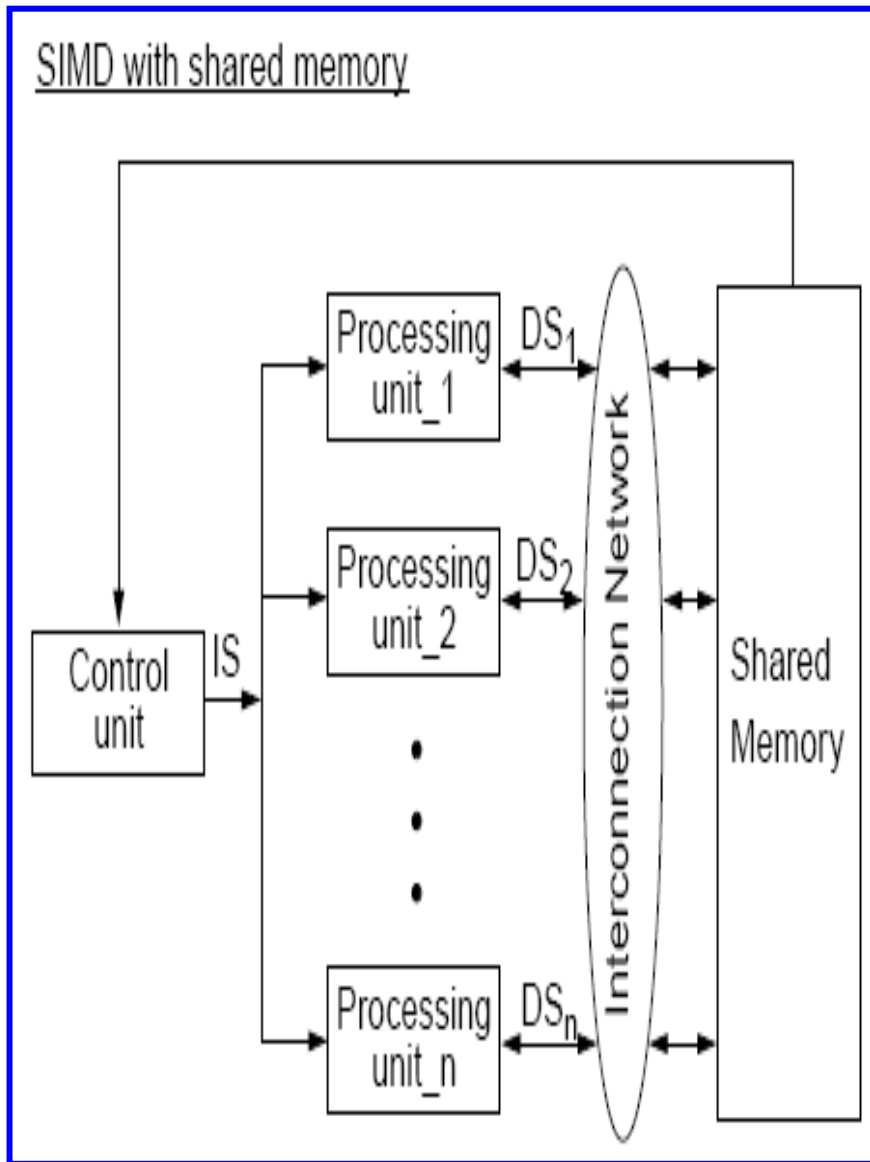 SIMD with shared memory
Processing
unit_1
DS1
Processing
unit_2
DS2
Control
unit
IS
Interconnection Network
Shared
Memory
Processing
unit_n
DSn